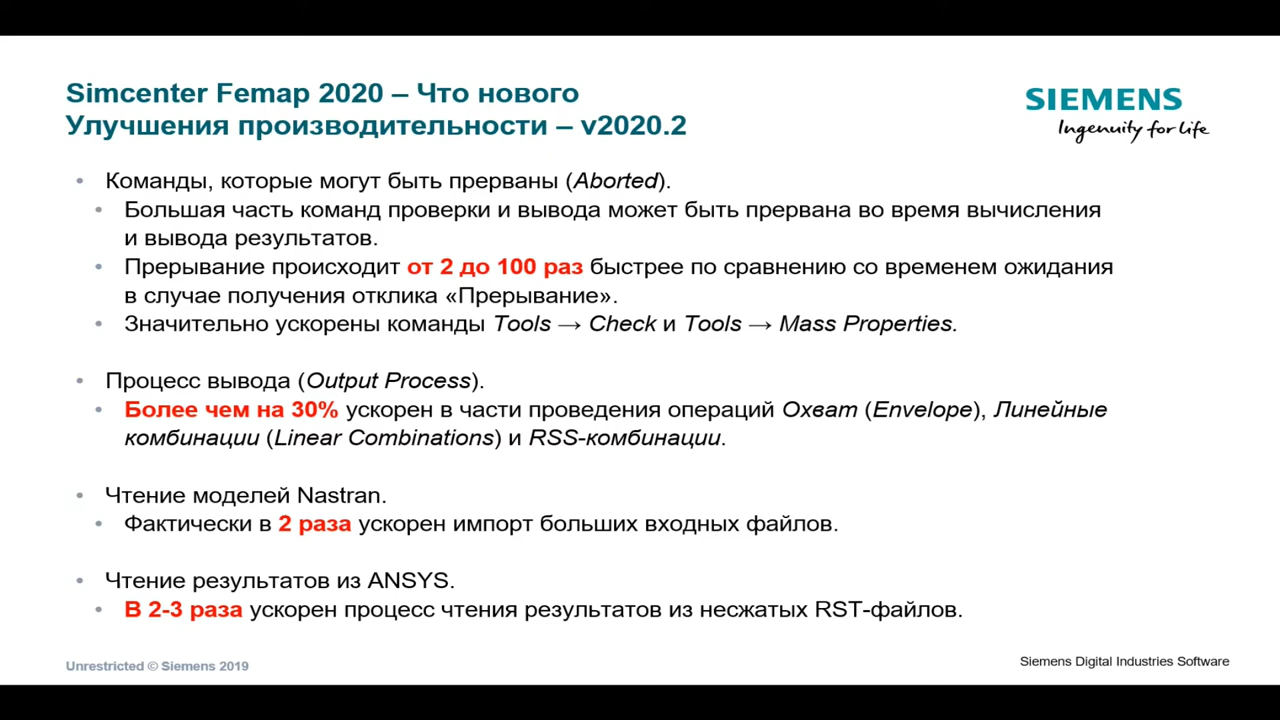 Simcenter Femap 2020 – Что нового
Улучшения производительности – v2020.2
SIEMENS
Ingenuity for life
• Команды, которые могут быть прерваны (Aborted).
• Большая часть команд проверки и вывода может быть прервана во время вычисления
и вывода результатов.
• Прерывание происходит от 2 до 100 раз быстрее по сравнению со временем ожидания
в случае получения отклика «Прерывание».
• Значительно ускорены команды Tools → Check и Tools → Mass Properties.
• Процесс вывода (Output Process).
• Более чем на 30% ускорен в части проведения операций Охват (Envelope), Линейные
комбинации (Linear Combinations) и RSS-комбинации.
• Чтение моделей Nastran.
• Фактически в 2 раза ускорен импорт больших входных файлов.
• Чтение результатов из ANSYS.
• В 2-3 раза ускорен процесс чтения результатов из несжатых RST-файлов.
Unrestricted © Siemens 2019
Siemens Digital Industries Software